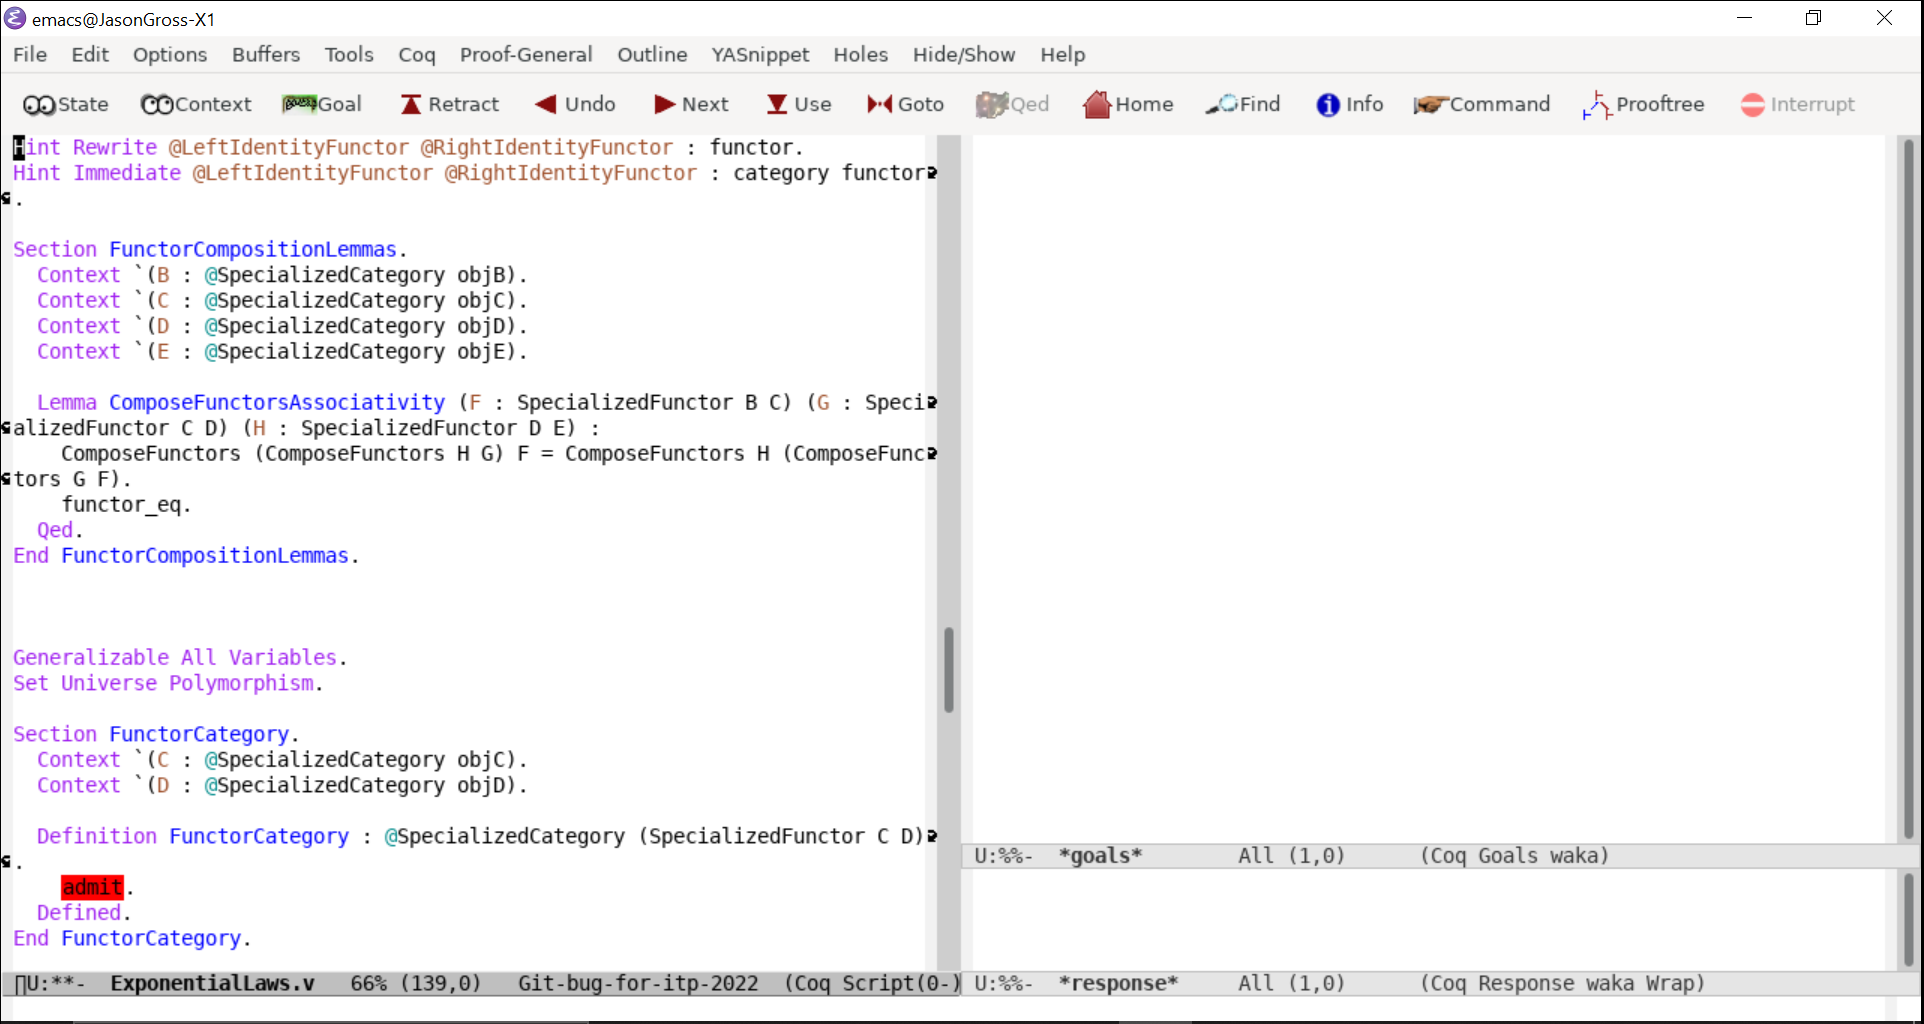 emacs@JasonGross-X1
File Edit Options Buffers Tools Coq Proof-General Outline YASnippet Holes Hide/Show Help
State Context Goal Retract Undo Next Use Goto Qed Home Find Info Command Prooftree Interrupt
Hint Rewrite @LeftIdentityFunctor @RightIdentityFunctor : functor.
Hint Immediate @LeftIdentityFunctor @RightIdentityFunctor : category functor
.
Section FunctorCompositionLemmas.
  Context `(B : @SpecializedCategory objB).
  Context `(C : @SpecializedCategory objC).
  Context `(D : @SpecializedCategory objD).
  Context `(E : @SpecializedCategory objE).
  Lemma ComposeFunctorsAssociativity (F : SpecializedFunctor B C) (G : Speci
alizedFunctor C D) (H : SpecializedFunctor D E) :
    ComposeFunctors (ComposeFunctors H G) F = ComposeFunctors H (ComposeFunc
tors G F).
    functor_eq.
  Qed.
End FunctorCompositionLemmas.
Generalizable All Variables.
Set Universe Polymorphism.
Section FunctorCategory.
  Context `(C : @SpecializedCategory objC).
  Context `(D : @SpecializedCategory objD).
  Definition FunctorCategory : @SpecializedCategory (SpecializedFunctor C D)
.
    admit.
  Defined.
End FunctorCategory.
U:**- ExponentialLaws.v 66% (139,0) Git-bug-for-itp-2022 (Coq Script(0-)
U:%%- *goals* All (1,0) (Coq Goals waka)
U:%%- *response* All (1,0) (Coq Response waka Wrap)